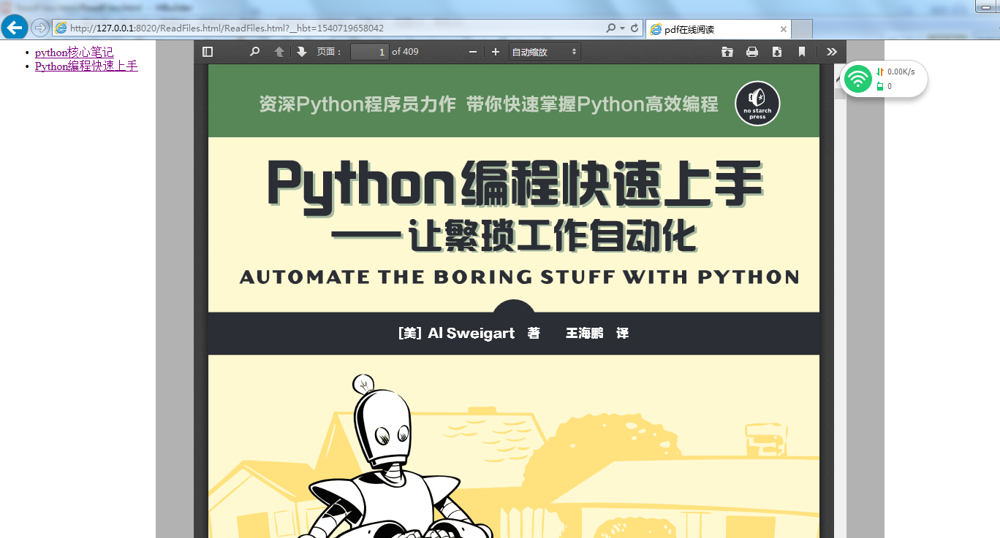 http://127.0.0.1:8020/ReadFiles.html/ReadFiles.html?__hbt=1540719658042
pdf在线阅读
python核心笔记
Python编程快速上手
页面：
1
of 409
自动缩放
0.00K/s
0
资深Python程序员力作 带你快速掌握Python高效编程
no starch
press
Python编程快速上手
——让繁琐工作自动化
AUTOMATE THE BORING STUFF WITH PYTHON
[美] Al Sweigart 著 王海鹏 译